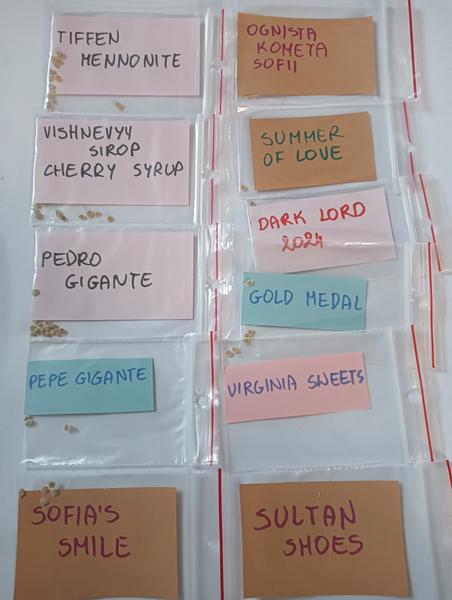 TIFFEN
MENNONITE
VISHNEVYY
SIROP
CHERRY SYRUP
PEDRO
GIGANTE
PEPE GIGANTE
SOFIA'S
SMILE
OGNISTA
KOMETA
SOFII
SUMMER
OF LOVE
DARK LORD
2024
GOLD MEDAL
VIRGINIA SWEETS
SULTAN
SHOES